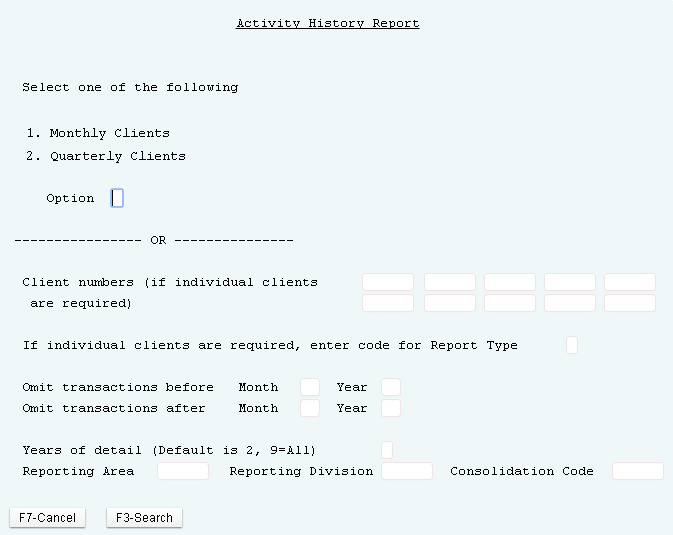 Activity History Report
Select one of the following
1. Monthly Clients
2. Quarterly Clients
Option
---------------- OR ---------------
Client numbers (if individual clients
are required)
If individual clients are required, enter code for Report Type
Omit transactions before Month Year
Omit transactions after Month Year
Years of detail (Default is 2, 9=All)
Reporting Area Reporting Division Consolidation Code
F7-Cancel F3-Search